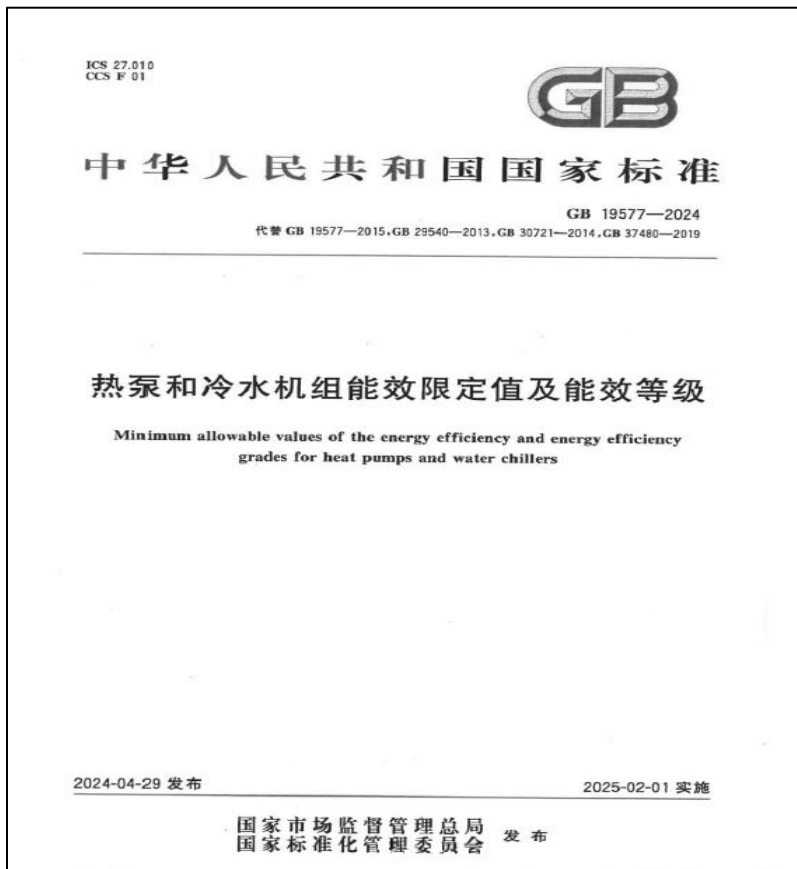 ICS 27.010
CCS F 01
GB
中华人民共和国国家标准
GB 19577—2024
代替 GB 19577—2015,GB 29540—2013,GB 30721—2014,GB 37480—2019
热泵和冷水机组能效限定值及能效等级
Minimum allowable values of the energy efficiency and energy efficiency
grades for heat pumps and water chillers
2024-04-29 发布
2025-02-01 实施
国家市场监督管理总局
国家标准化管理委员会 发布